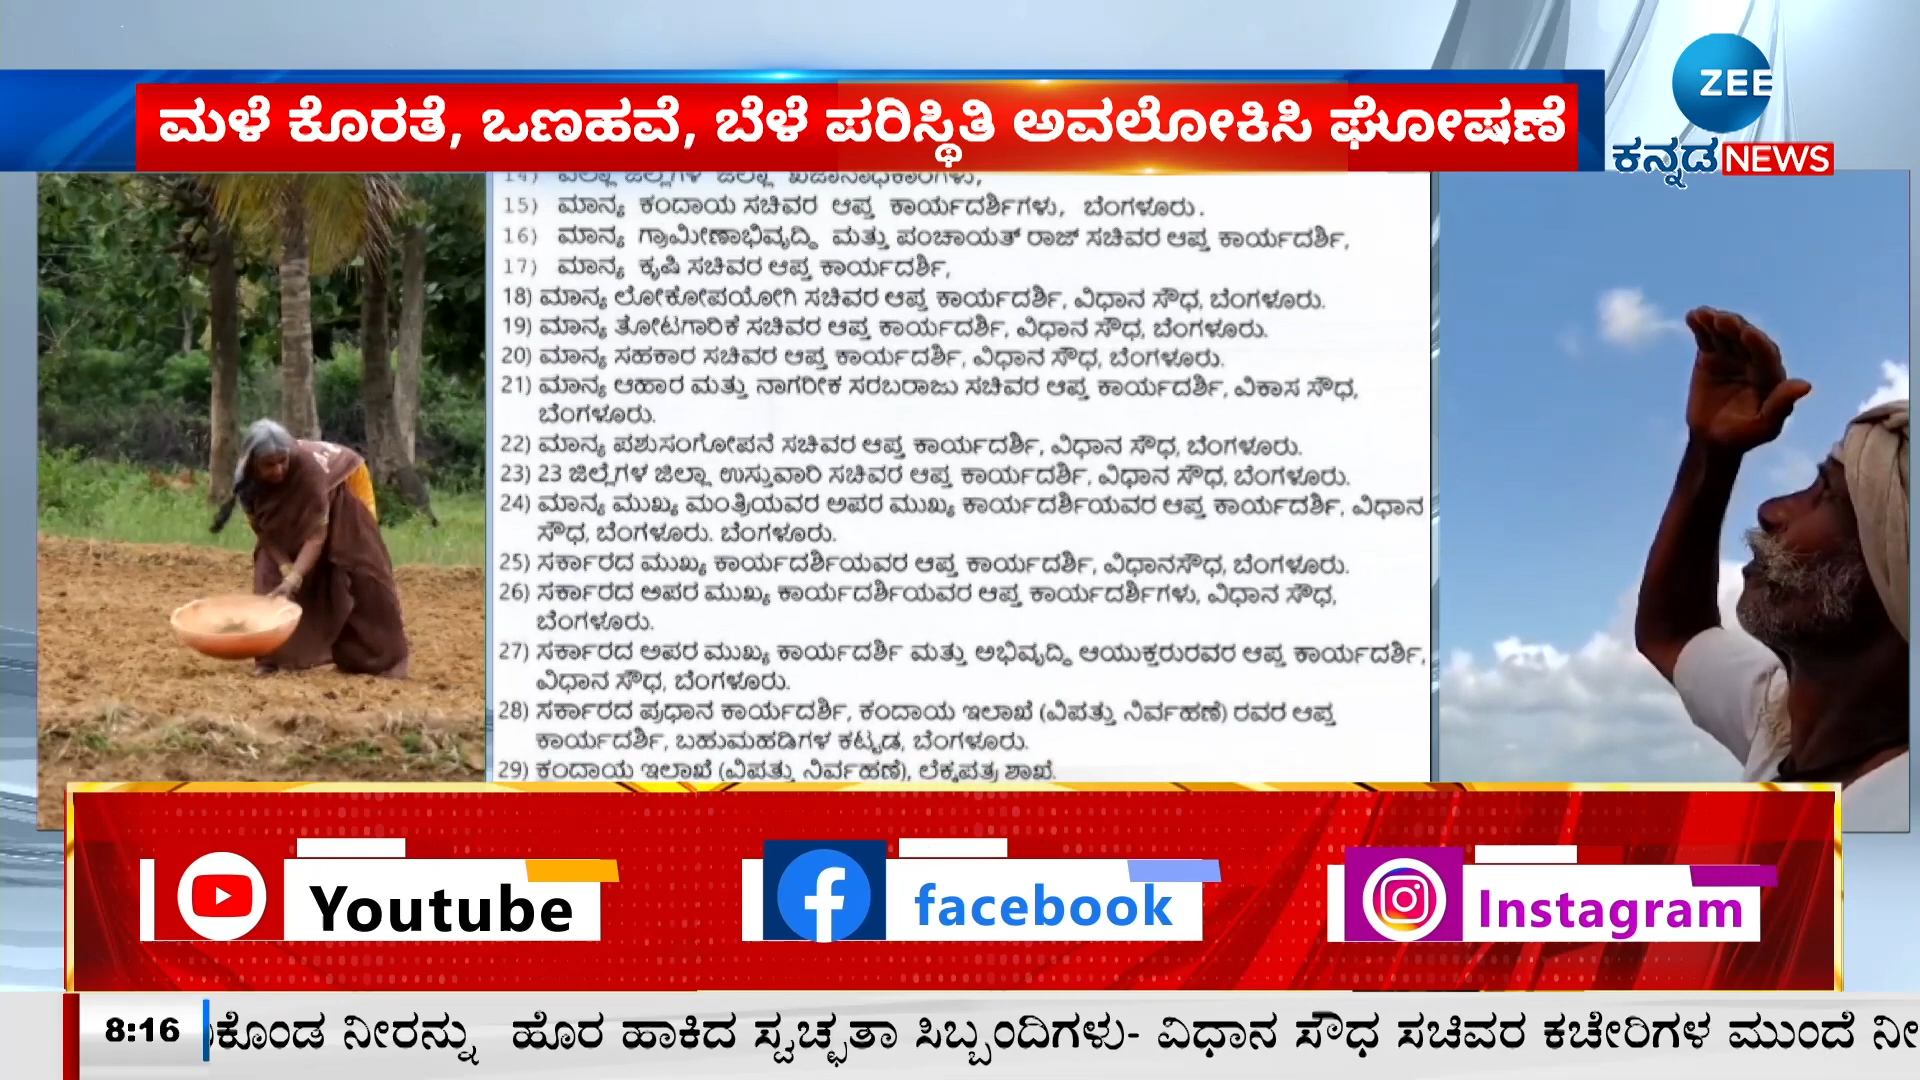 ಮಳೆ ಕೊರತೆ, ಒಣಹವೆ, ಬೆಳೆ ಪರಿಸ್ಥಿತಿ ಅವಲೋಕಿಸಿ ಘೋಷಣೆ
ZEE
ಕನ್ನಡ NEWS
15) ಮಾನ್ಯ ಕಂದಾಯ ಸಚಿವರ ಆಪ್ತ ಕಾರ್ಯದರ್ಶಿಗಳು, ಬೆಂಗಳೂರು.
16) ಮಾನ್ಯ ಗ್ರಾಮೀಣಾಭಿವೃದ್ಧಿ ಮತ್ತು ಪಂಚಾಯತ್ ರಾಜ್ ಸಚಿವರ ಆಪ್ತ ಕಾರ್ಯದರ್ಶಿ,
17) ಮಾನ್ಯ ಕೃಷಿ ಸಚಿವರ ಆಪ್ತ ಕಾರ್ಯದರ್ಶಿ,
18) ಮಾನ್ಯ ಲೋಕೋಪಯೋಗಿ ಸಚಿವರ ಆಪ್ತ ಕಾರ್ಯದರ್ಶಿ, ವಿಧಾನ ಸೌಧ, ಬೆಂಗಳೂರು.
19) ಮಾನ್ಯ ತೋಟಗಾರಿಕೆ ಸಚಿವರ ಆಪ್ತ ಕಾರ್ಯದರ್ಶಿ, ವಿಧಾನ ಸೌಧ, ಬೆಂಗಳೂರು.
20) ಮಾನ್ಯ ಸಹಕಾರ ಸಚಿವರ ಆಪ್ತ ಕಾರ್ಯದರ್ಶಿ, ವಿಧಾನ ಸೌಧ, ಬೆಂಗಳೂರು.
21) ಮಾನ್ಯ ಆಹಾರ ಮತ್ತು ನಾಗರೀಕ ಸರಬರಾಜು ಸಚಿವರ ಆಪ್ತ ಕಾರ್ಯದರ್ಶಿ, ವಿಕಾಸ ಸೌಧ,
ಬೆಂಗಳೂರು.
22) ಮಾನ್ಯ ಪಶುಸಂಗೋಪನೆ ಸಚಿವರ ಆಪ್ತ ಕಾರ್ಯದರ್ಶಿ, ವಿಧಾನ ಸೌಧ, ಬೆಂಗಳೂರು.
23) 23 ಜಿಲ್ಲೆಗಳ ಜಿಲ್ಲಾ ಉಸ್ತುವಾರಿ ಸಚಿವರ ಆಪ್ತ ಕಾರ್ಯದರ್ಶಿ, ವಿಧಾನ ಸೌಧ, ಬೆಂಗಳೂರು.
24) ಮಾನ್ಯ ಮುಖ್ಯ ಮಂತ್ರಿಯವರ ಅಪರ ಮುಖ್ಯ ಕಾರ್ಯದರ್ಶಿಯವರ ಆಪ್ತ ಕಾರ್ಯದರ್ಶಿ, ವಿಧಾನ
ಸೌಧ, ಬೆಂಗಳೂರು. ಬೆಂಗಳೂರು.
25) ಸರ್ಕಾರದ ಮುಖ್ಯ ಕಾರ್ಯದರ್ಶಿಯವರ ಆಪ್ತ ಕಾರ್ಯದರ್ಶಿ, ವಿಧಾನಸೌಧ, ಬೆಂಗಳೂರು.
26) ಸರ್ಕಾರದ ಅಪರ ಮುಖ್ಯ ಕಾರ್ಯದರ್ಶಿಯವರ ಆಪ್ತ ಕಾರ್ಯದರ್ಶಿಗಳು, ವಿಧಾನ ಸೌಧ,
ಬೆಂಗಳೂರು.
27) ಸರ್ಕಾರದ ಅಪರ ಮುಖ್ಯ ಕಾರ್ಯದರ್ಶಿ ಮತ್ತು ಅಭಿವೃದ್ಧಿ ಆಯುಕ್ತರುರವರ ಆಪ್ತ ಕಾರ್ಯದರ್ಶಿ,
ವಿಧಾನ ಸೌಧ, ಬೆಂಗಳೂರು.
28) ಸರ್ಕಾರದ ಪ್ರಧಾನ ಕಾರ್ಯದರ್ಶಿ, ಕಂದಾಯ ಇಲಾಖೆ (ವಿಪತ್ತು ನಿರ್ವಹಣೆ) ರವರ ಆಪ್ತ
ಕಾರ್ಯದರ್ಶಿ, ಬಹುಮಹಡಿಗಳ ಕಟ್ಟಡ, ಬೆಂಗಳೂರು.
29) ಕಂದಾಯ ಇಲಾಖೆ (ವಿಪತ್ತು ನಿರ್ವಹಣೆ), ಲೆಕ್ಕಪತ್ರ ಶಾಖೆ.
Youtube
facebook
Instagram
8:16 ಕೊಂಡ ನೀರನ್ನು ಹೊರ ಹಾಕಿದ ಸ್ವಚ್ಛತಾ ಸಿಬ್ಬಂದಿಗಳು- ವಿಧಾನ ಸೌಧ ಸಚಿವರ ಕಚೇರಿಗಳ ಮುಂದೆ ನೀ